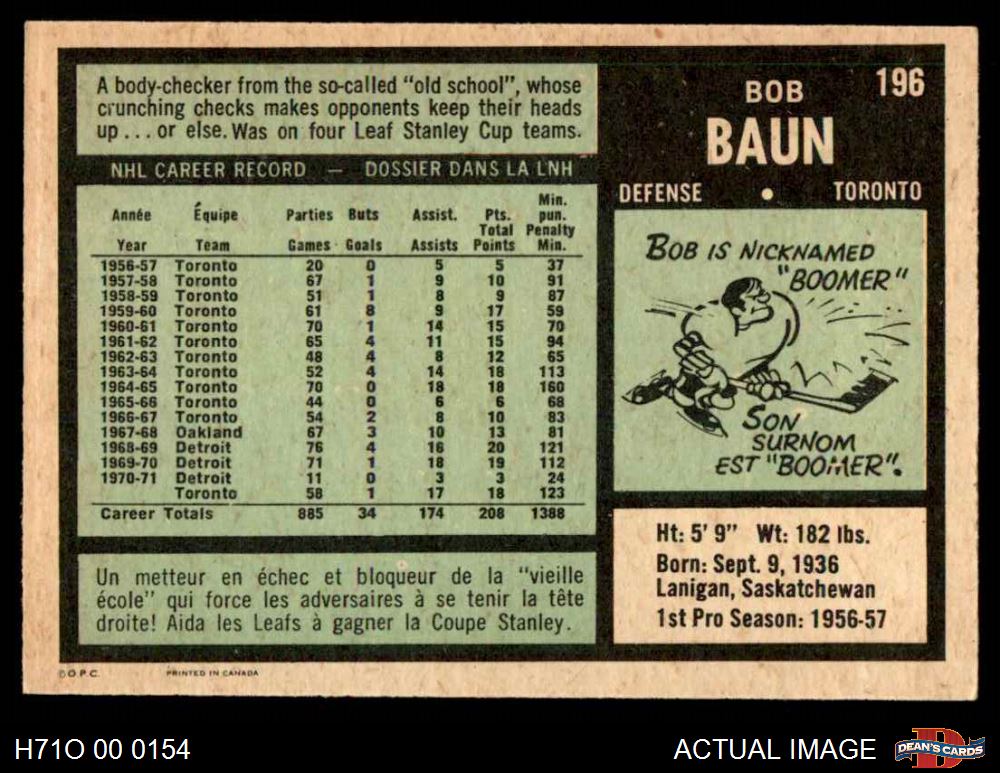 A body-checker from the so-called "old school", whose
crunching checks makes opponents keep their heads
up . . . or else. Was on four Leaf Stanley Cup teams.
NHL CAREER RECORD — DOSSIER DANS LA LNH
Année Équipe Parties Buts Assist. Pts. Total Min. pun. Penalty
Year Team Games Goals Assists Points Min.
1956-57 Toronto 20 0 5 5 37
1957-58 Toronto 67 1 9 10 91
1958-59 Toronto 51 1 8 9 87
1959-60 Toronto 61 8 9 17 59
1960-61 Toronto 70 1 14 15 70
1961-62 Toronto 65 4 11 15 94
1962-63 Toronto 48 4 8 12 65
1963-64 Toronto 52 4 14 18 113
1964-65 Toronto 70 0 18 18 160
1965-66 Toronto 44 0 6 6 68
1966-67 Toronto 54 2 8 10 83
1967-68 Oakland 67 3 10 13 81
1968-69 Detroit 76 4 16 20 121
1969-70 Detroit 71 1 18 19 112
1970-71 Detroit 11 0 3 3 24
Toronto 58 1 17 18 123
Career Totals 885 34 174 208 1388
Un metteur en échec et bloqueur de la "vieille
école" qui force les adversaires à se tenir la tête
droite! Aida les Leafs à gagner la Coupe Stanley.
BOB 196
BAUN
DEFENSE • TORONTO
BOB IS NICKNAMED
"BOOMER"
SON
SURNOM
EST "BOOMER".
Ht: 5' 9" Wt: 182 lbs.
Born: Sept. 9, 1936
Lanigan, Saskatchewan
1st Pro Season: 1956-57
© O.P.C. PRINTED IN CANADA
H71O 00 0154 ACTUAL IMAGE
D
DEAN'S CARDS